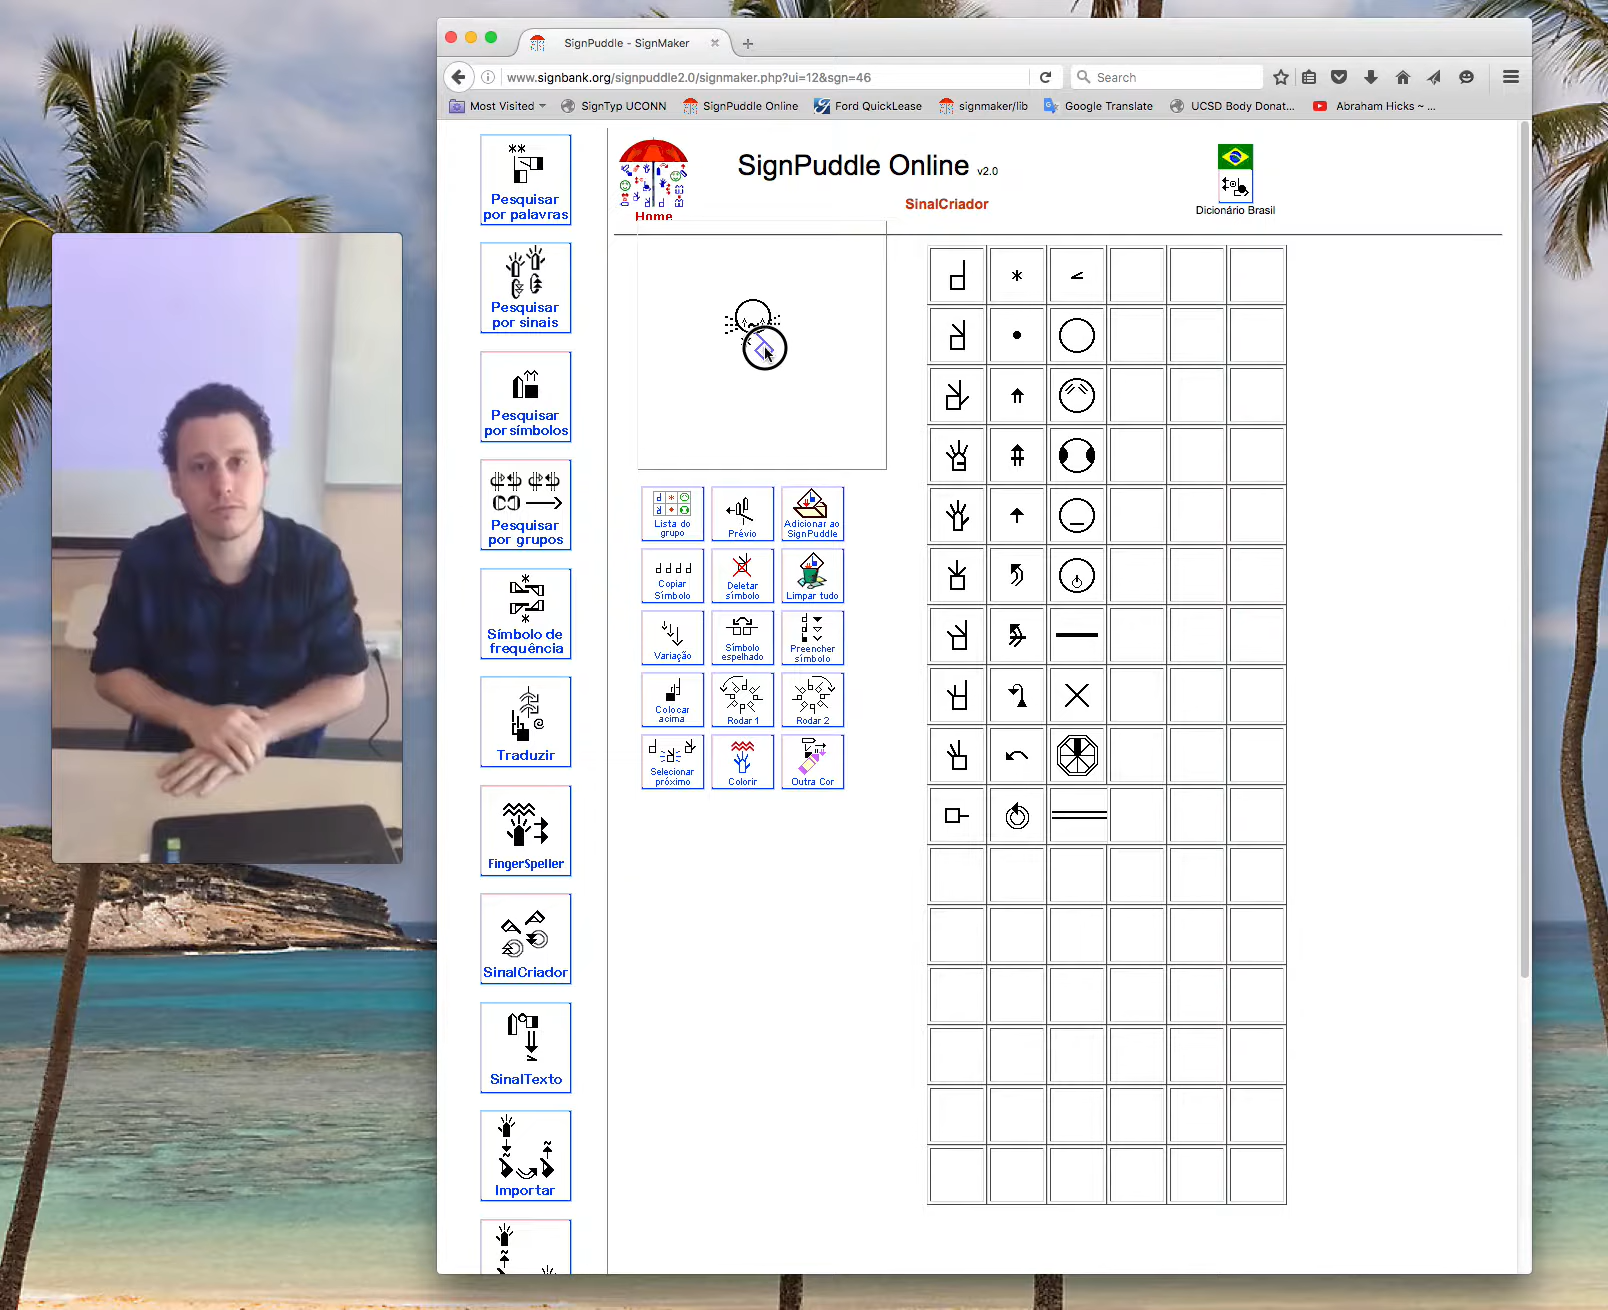 SignPuddle - SignMaker
www.signbank.org/signpuddle2.0/signmaker.php?ui=12&sgn=46
Search
Most Visited
SignTyp UCONN
SignPuddle Online
Ford QuickLease
signmaker/lib
Google Translate
UCSD Body Donat...
Abraham Hicks ~ ...
Home
SignPuddle Online v2.0
SinalCriador
Dicionário Brasil
Pesquisar
por palavras
Pesquisar
por sinais
Pesquisar
por símbolos
Pesquisar
por grupos
Símbolo de
frequência
Traduzir
FingerSpeller
SinalCriador
SinalTexto
Importar
Lista do
grupo
Prévio
Adicionar ao
SignPuddle
Copiar
Símbolo
Deletar
símbolo
Limpar tudo
Variação
Símbolo
espelhado
Preencher
símbolo
Colocar
acima
Rodar 1
Rodar 2
Selecionar
próximo
Colorir
Outra Cor